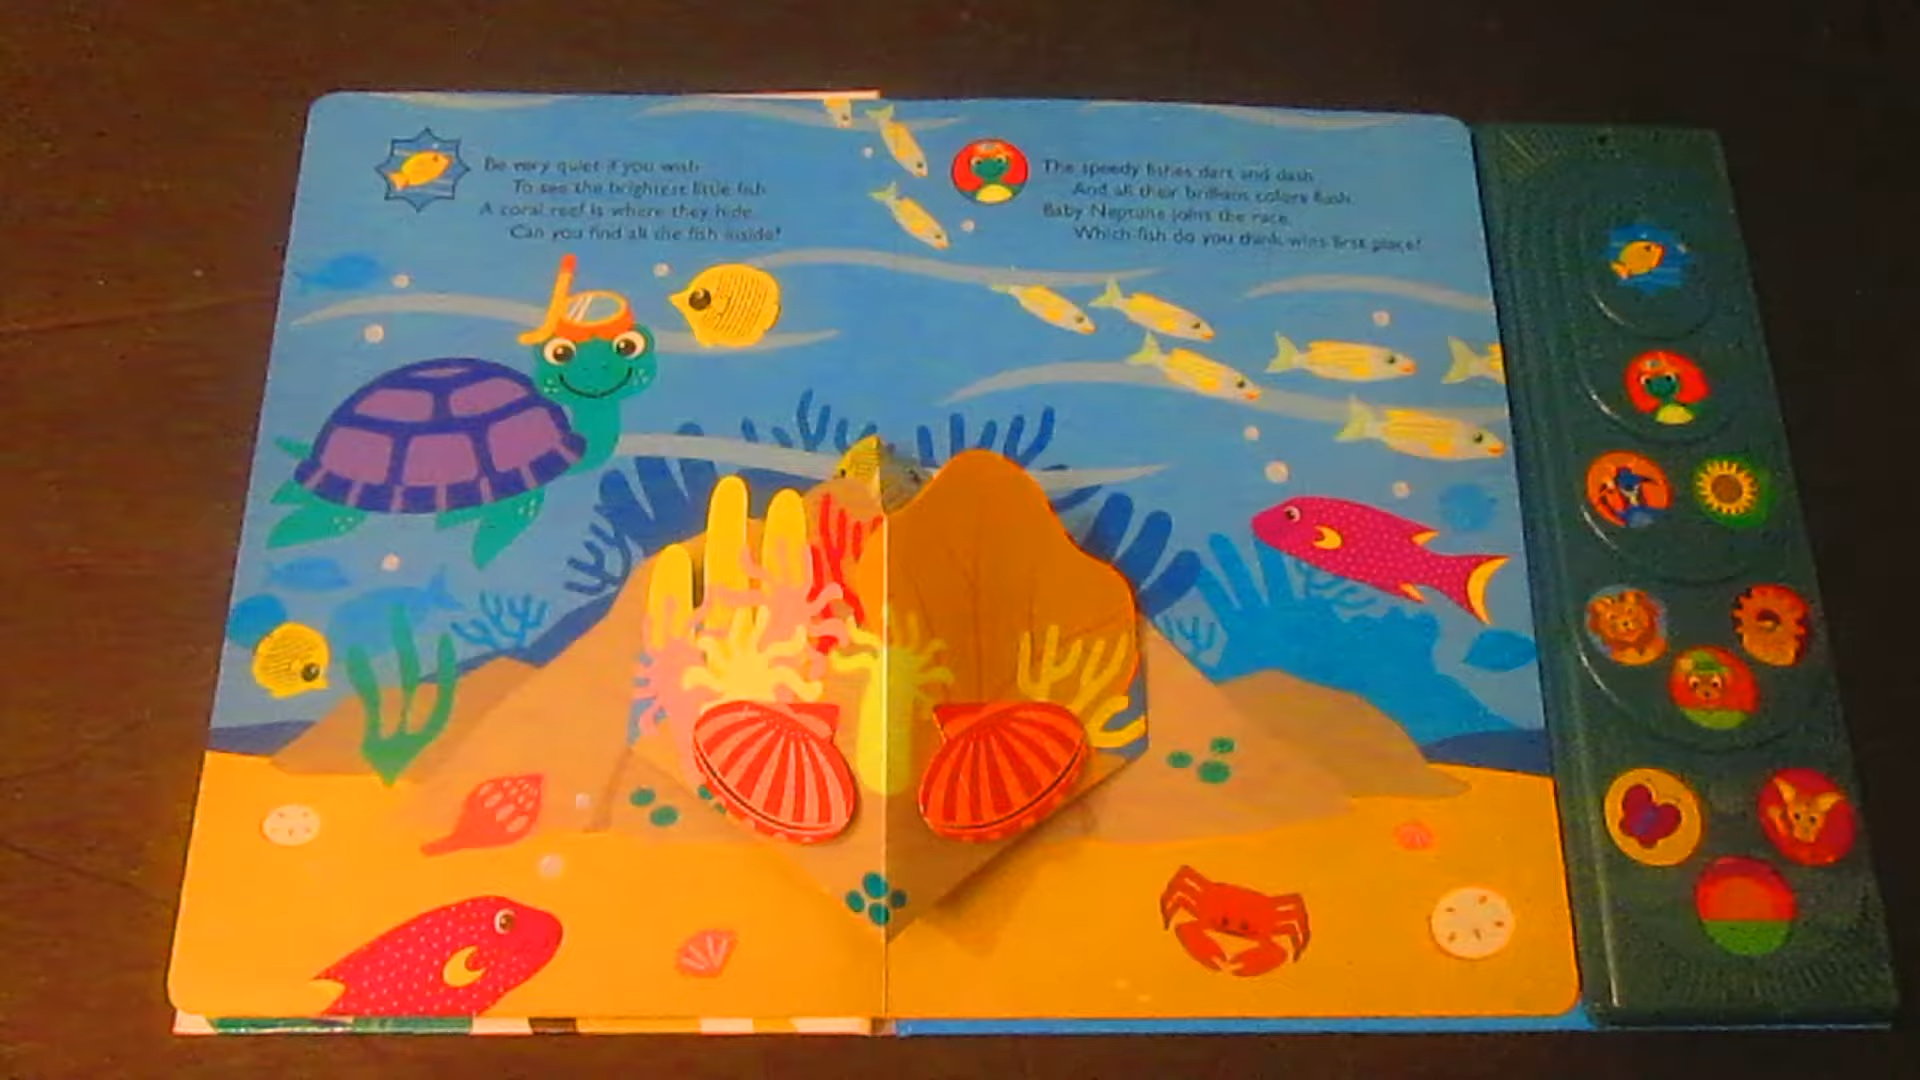 Be very quiet if you wish
To see the brightest little fish
A coral reef is where they hide.
Can you find all the fish inside?
The speedy fishes dart and dash
And all their brilliant colors flash.
Baby Neptune joins the race.
Which fish do you think wins first place?